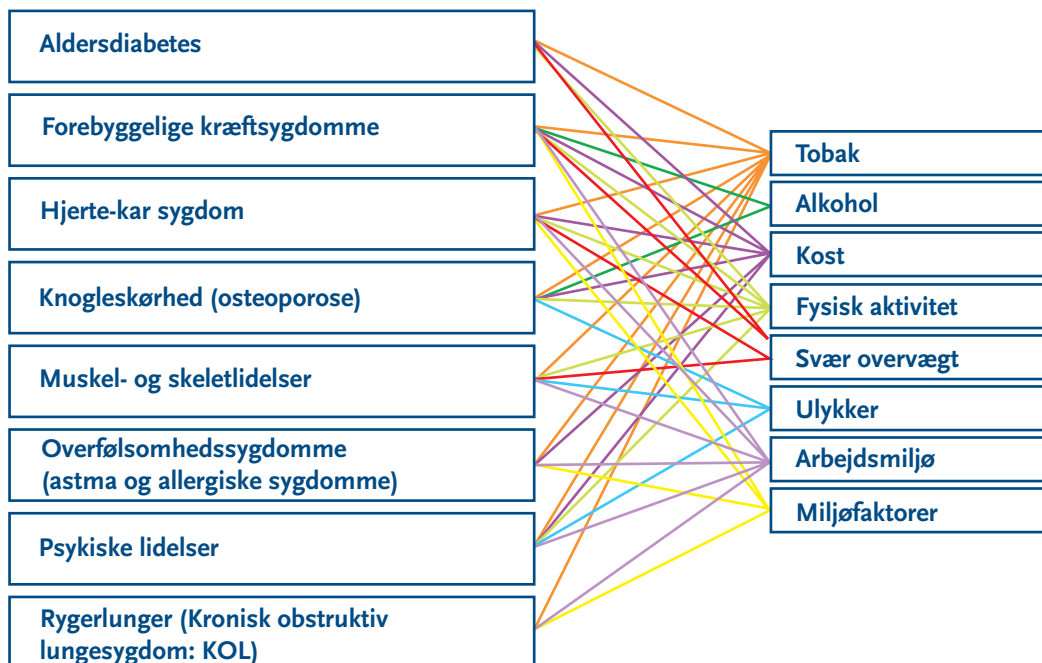 Aldersdiabetes
Forebyggelige kræftsygdomme
Hjerte-kar sygdom
Knogleskørhed (osteoporose)
Muskel- og skeletlidelser
Overfølsomhedssygdomme
(astma og allergiske sygdomme)
Psykiske lidelser
Rygerlunger (Kronisk obstruktiv
lungesygdom: KOL)
Tobak
Alkohol
Kost
Fysisk aktivitet
Svær overvægt
Ulykker
Arbejdsmiljø
Miljøfaktorer